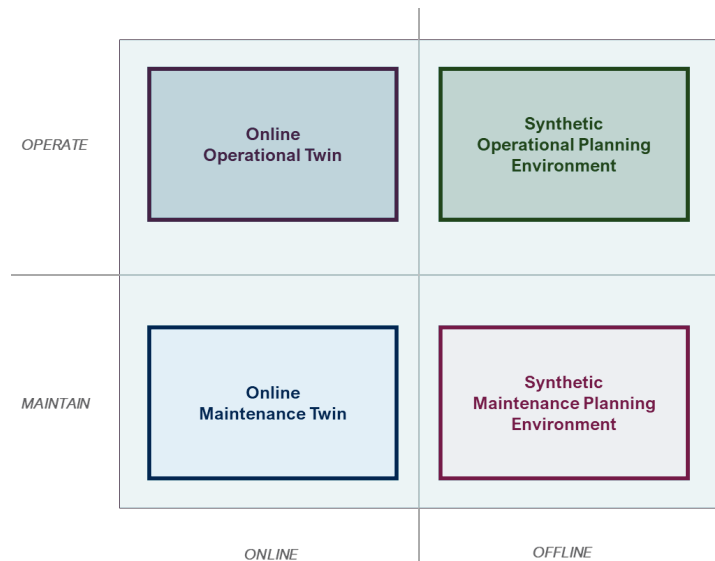 OPERATE
Online
Operational Twin
Synthetic
Operational Planning
Environment
MAINTAIN
Online
Maintenance Twin
Synthetic
Maintenance Planning
Environment
ONLINE
OFFLINE